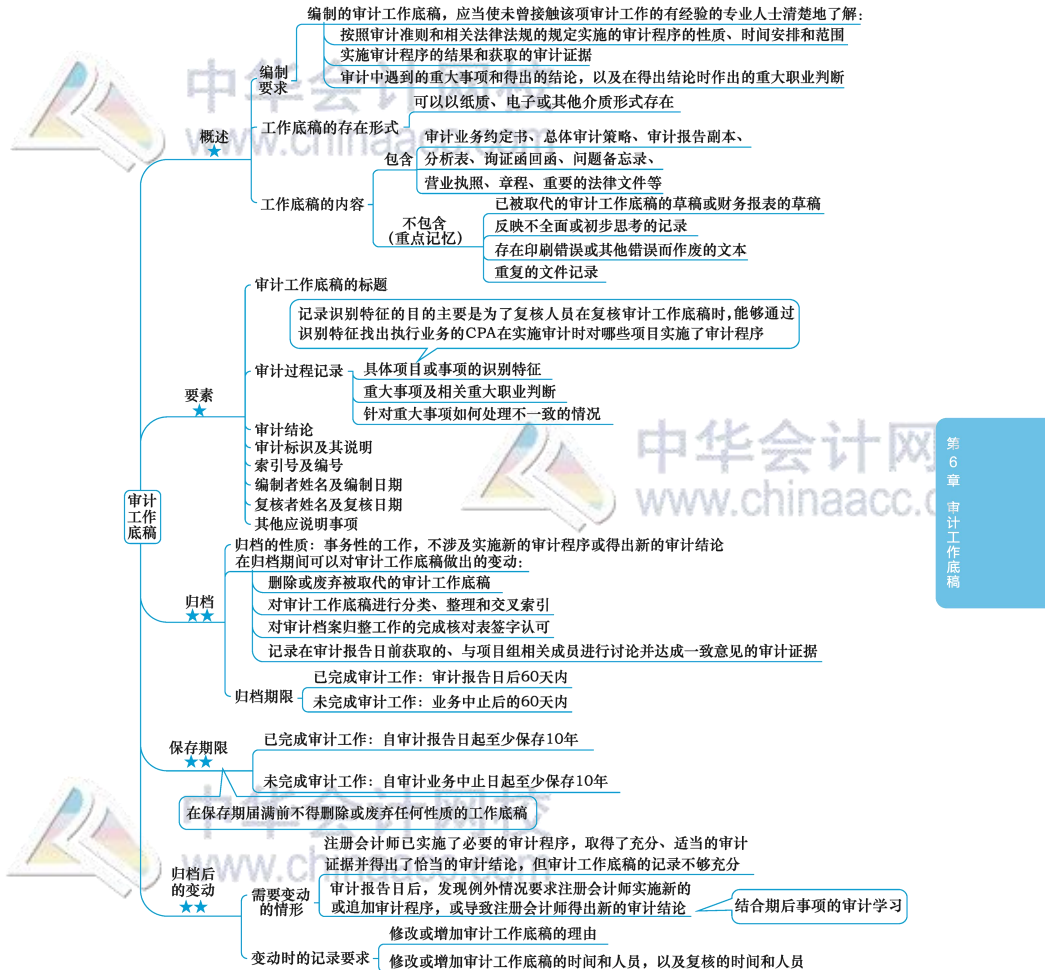 编制的审计工作底稿，应当使未曾接触该项审计工作的有经验的专业人士清楚地了解：
按照审计准则和相关法律法规的规定实施的审计程序的性质、时间安排和范围
实施审计程序的结果和获取的审计证据
审计中遇到的重大事项和得出的结论，以及在得出结论时作出的重大职业判断
编制
要求
可以以纸质、电子或其他介质形式存在
工作底稿的存在形式
概述
★
审计业务约定书、总体审计策略、审计报告副本、
包含
分析表、询证函回函、问题备忘录、
营业执照、章程、重要的法律文件等
工作底稿的内容
已被取代的审计工作底稿的草稿或财务报表的草稿
不包含
（重点记忆）
反映不全面或初步思考的记录
存在印刷错误或其他错误而作废的文本
重复的文件记录
审计工作底稿的标题
记录识别特征的目的主要是为了复核人员在复核审计工作底稿时，能够通过
识别特征找出执行业务的CPA在实施审计时对哪些项目实施了审计程序
审计过程记录
具体项目或事项的识别特征
重大事项及相关重大职业判断
针对重大事项如何处理不一致的情况
要素
★
审计结论
审计标识及其说明
索引号及编号
编制者姓名及编制日期
复核者姓名及复核日期
其他应说明事项
审计
工作
底稿
归档的性质：事务性的工作，不涉及实施新的审计程序或得出新的审计结论
在归档期间可以对审计工作底稿做出的变动：
删除或废弃被取代的审计工作底稿
对审计工作底稿进行分类、整理和交叉索引
对审计档案归整工作的完成核对表签字认可
记录在审计报告日前获取的、与项目组相关成员进行讨论并达成一致意见的审计证据
归档
★★
归档期限
已完成审计工作：审计报告日后60天内
未完成审计工作：业务中止后的60天内
保存期限
★★
已完成审计工作：自审计报告日起至少保存10年
未完成审计工作：自审计业务中止日起至少保存10年
在保存期届满前不得删除或废弃任何性质的工作底稿
归档后
的变动
★★
需要变动
的情形
注册会计师已实施了必要的审计程序，取得了充分、适当的审计
证据并得出了恰当的审计结论，但审计工作底稿的记录不够充分
审计报告日后，发现例外情况要求注册会计师实施新的
或追加审计程序，或导致注册会计师得出新的审计结论
结合期后事项的审计学习
变动时的记录要求
修改或增加审计工作底稿的理由
修改或增加审计工作底稿的时间和人员，以及复核的时间和人员
第6章 审计工作底稿
中华会计网校
www.chinaacc.com
中华会计网
www.chinaacc.c
中华会计网校
www.chinaacc.com